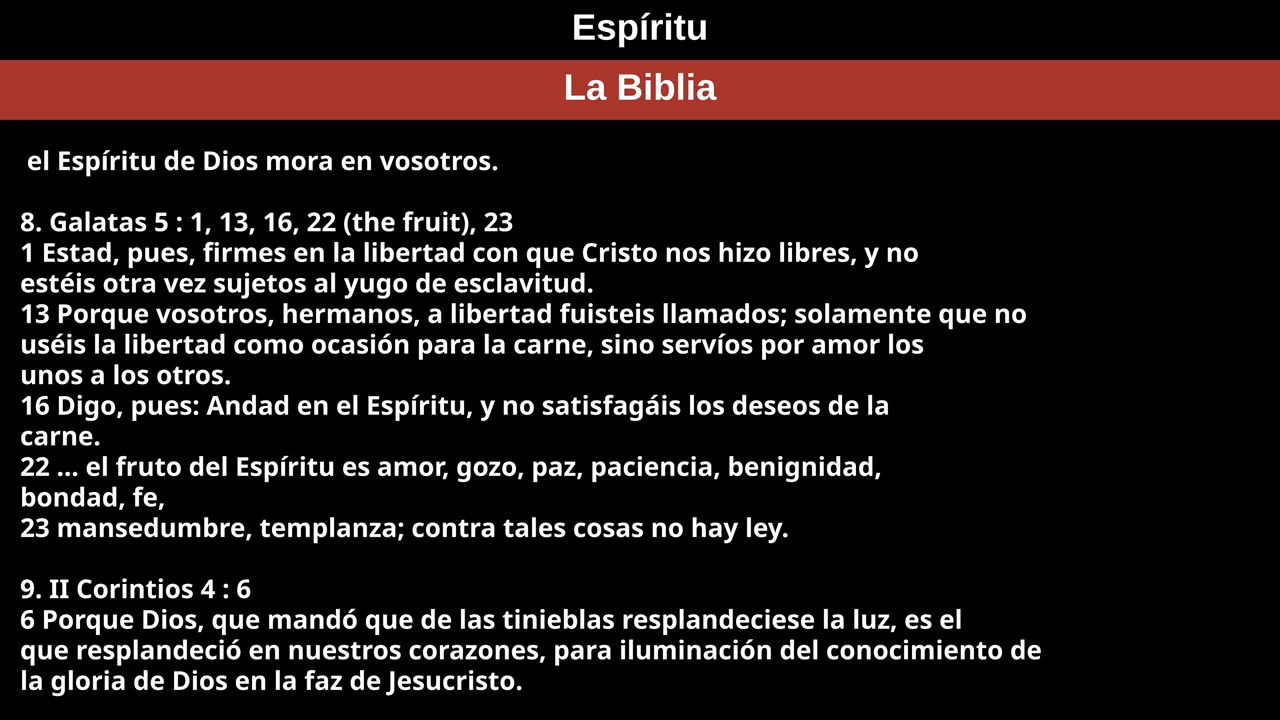 Espíritu
La Biblia
el Espíritu de Dios mora en vosotros.
8. Galatas 5 : 1, 13, 16, 22 (the fruit), 23
1 Estad, pues, firmes en la libertad con que Cristo nos hizo libres, y no
estéis otra vez sujetos al yugo de esclavitud.
13 Porque vosotros, hermanos, a libertad fuisteis llamados; solamente que no
uséis la libertad como ocasión para la carne, sino servíos por amor los
unos a los otros.
16 Digo, pues: Andad en el Espíritu, y no satisfagáis los deseos de la
carne.
22 ... el fruto del Espíritu es amor, gozo, paz, paciencia, benignidad,
bondad, fe,
23 mansedumbre, templanza; contra tales cosas no hay ley.
9. II Corintios 4 : 6
6 Porque Dios, que mandó que de las tinieblas resplandeciese la luz, es el
que resplandeció en nuestros corazones, para iluminación del conocimiento de
la gloria de Dios en la faz de Jesucristo.